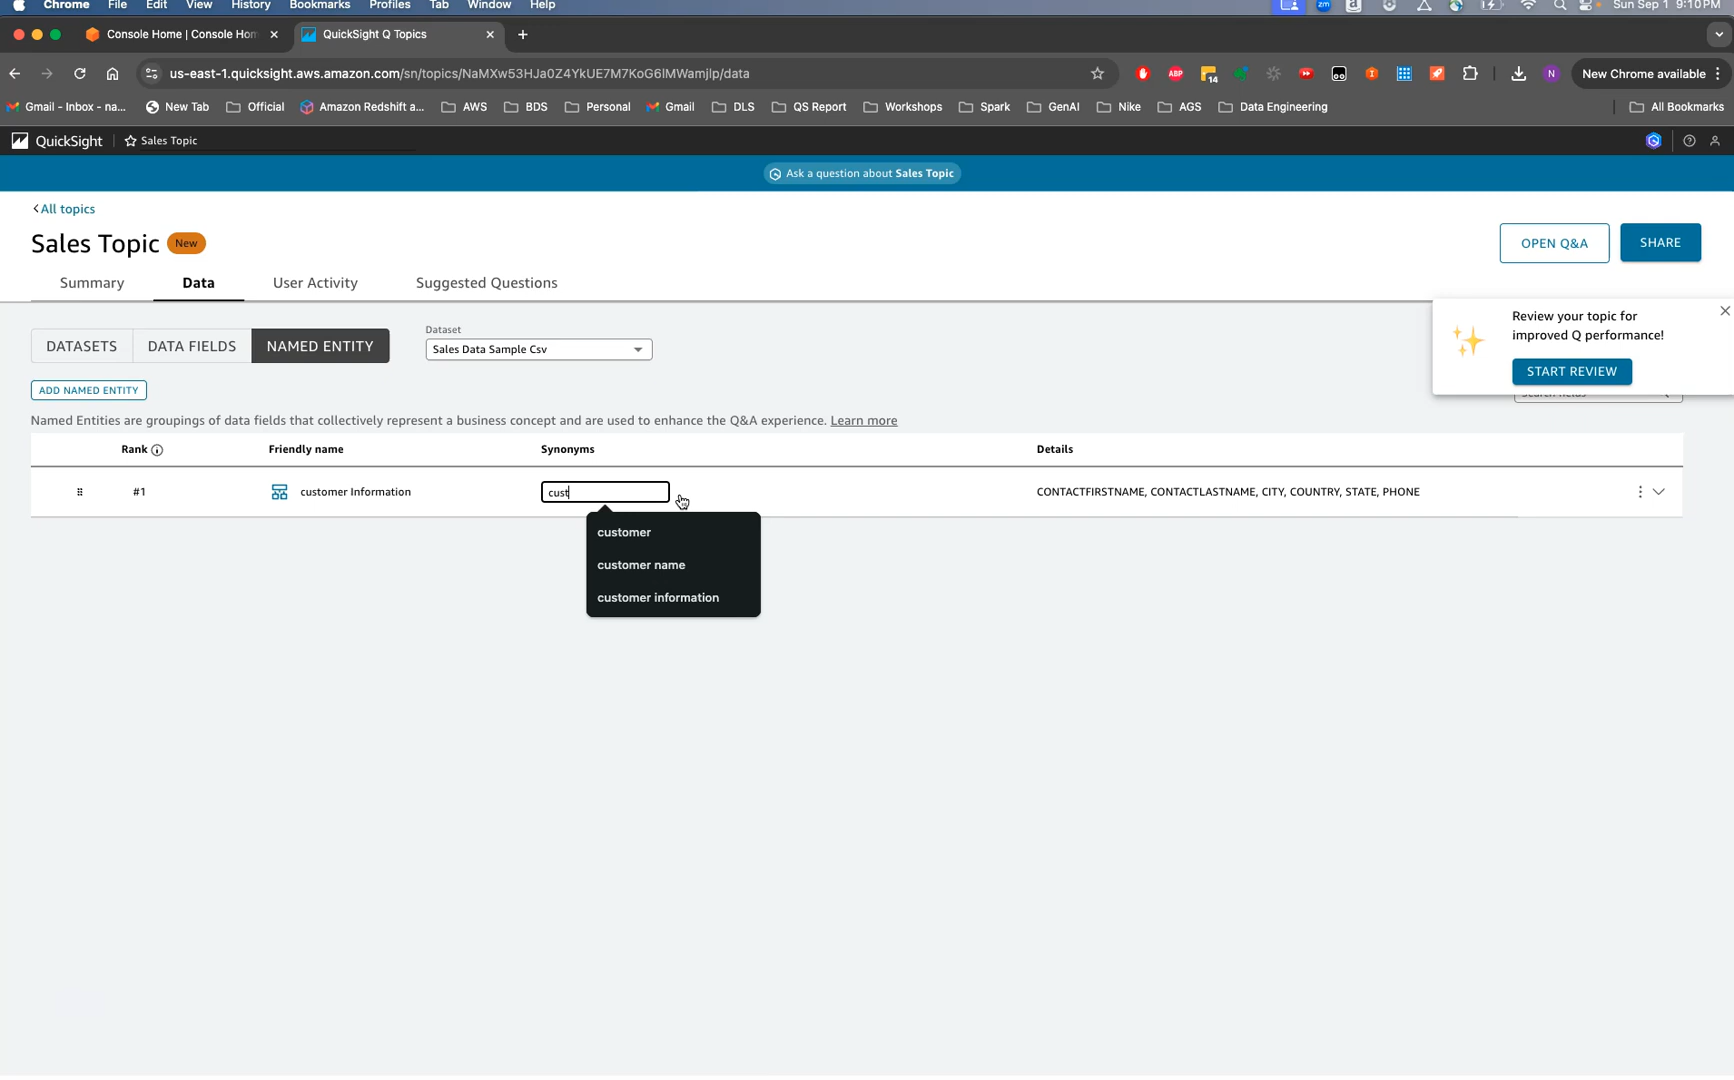 Chrome File Edit View History Bookmarks Profiles Tab Window Help Sun Sep 1 9:10 PM
Console Home | Console Hom QuickSight Q Topics
us-east-1.quicksight.aws.amazon.com/sn/topics/NaMXw53HJa0Z4YkUE7M7KoG6IMWamjlp/data ABP 14 N New Chrome available
Gmail - Inbox - na... New Tab Official Amazon Redshift a... AWS BDS Personal Gmail DLS QS Report Workshops Spark GenAI Nike AGS Data Engineering All Bookmarks
QuickSight Sales Topic
Ask a question about Sales Topic
All topics
Sales Topic New OPEN Q&A SHARE
Summary Data User Activity Suggested Questions
Review your topic for
improved Q performance!
START REVIEW
Dataset
DATASETS DATA FIELDS NAMED ENTITY Sales Data Sample Csv
ADD NAMED ENTITY
Named Entities are groupings of data fields that collectively represent a business concept and are used to enhance the Q&A experience. Learn more
Rank Friendly name Synonyms Details
#1 customer Information cust CONTACTFIRSTNAME, CONTACTLASTNAME, CITY, COUNTRY, STATE, PHONE
customer
customer name
customer information